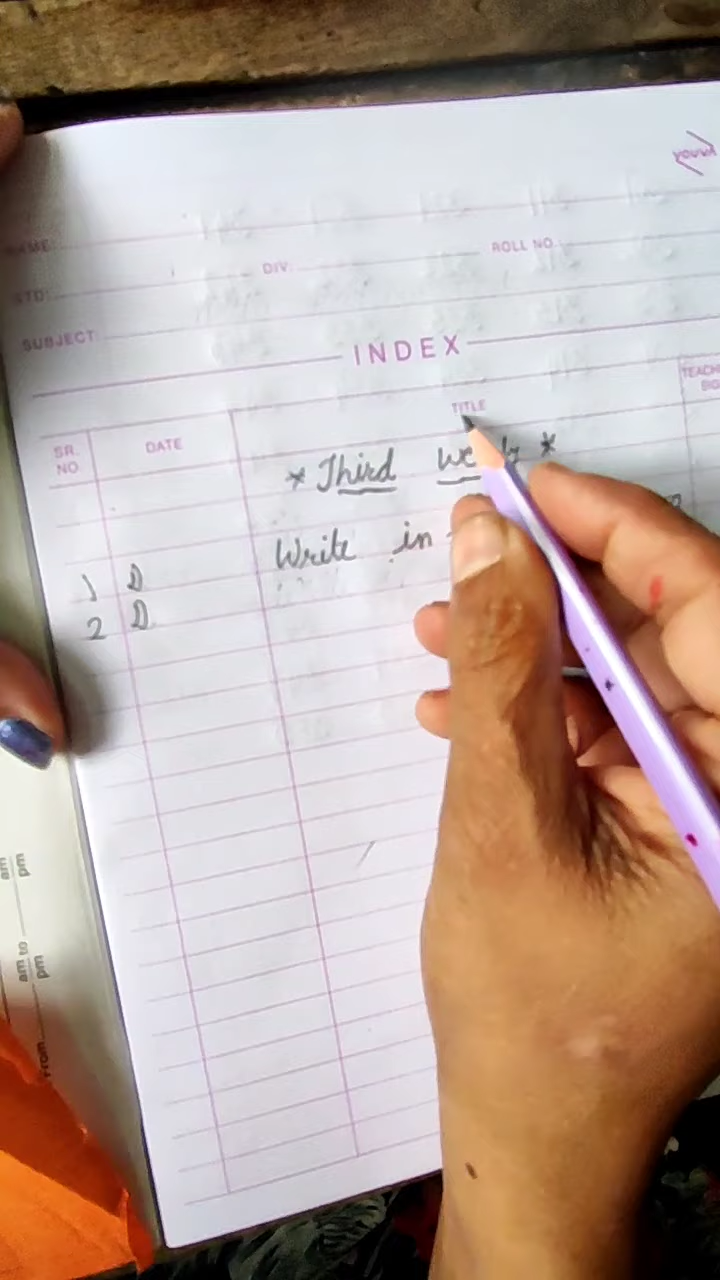 YOUVA
NAME:
DIV: ROLL NO.
STD:
SUBJECT:
INDEX
SR. NO DATE TITLE
* Third *
Write in
1 D
2 D
am
pm
am to
pm
From